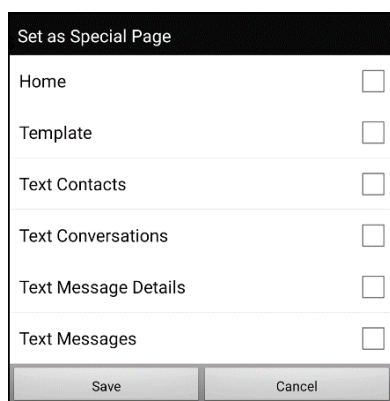 Set as Special Page
Home
Template
Text Contacts
Text Conversations
Text Message Details
Text Messages
Save Cancel